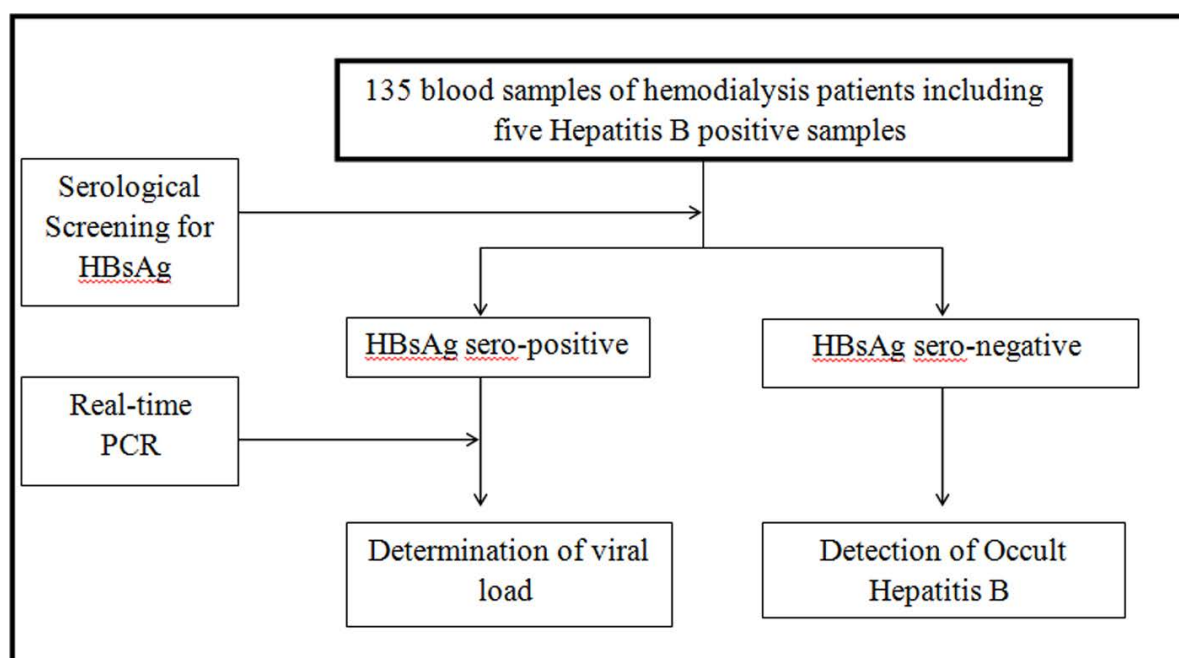 135 blood samples of hemodialysis patients including
five Hepatitis B positive samples
Serological
Screening for
HBsAg
HBsAg sero-positive
HBsAg sero-negative
Real-time
PCR
Determination of viral
load
Detection of Occult
Hepatitis B